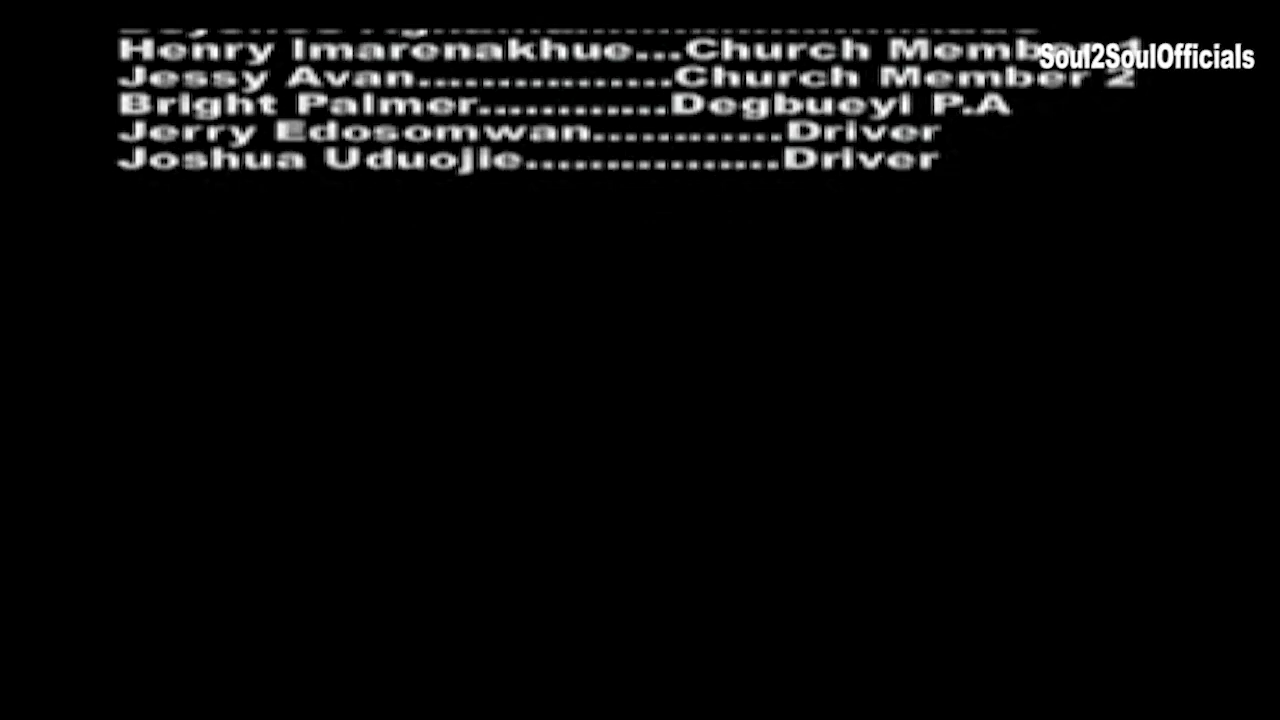 Henry Imarenakhue...Church Member 1
Soul2SoulOfficials
Jessy Avan................Church Member 2
Bright Palmer............Degbueyi P.A
Jerry Edosomwan............Driver
Joshua Uduojie................Driver